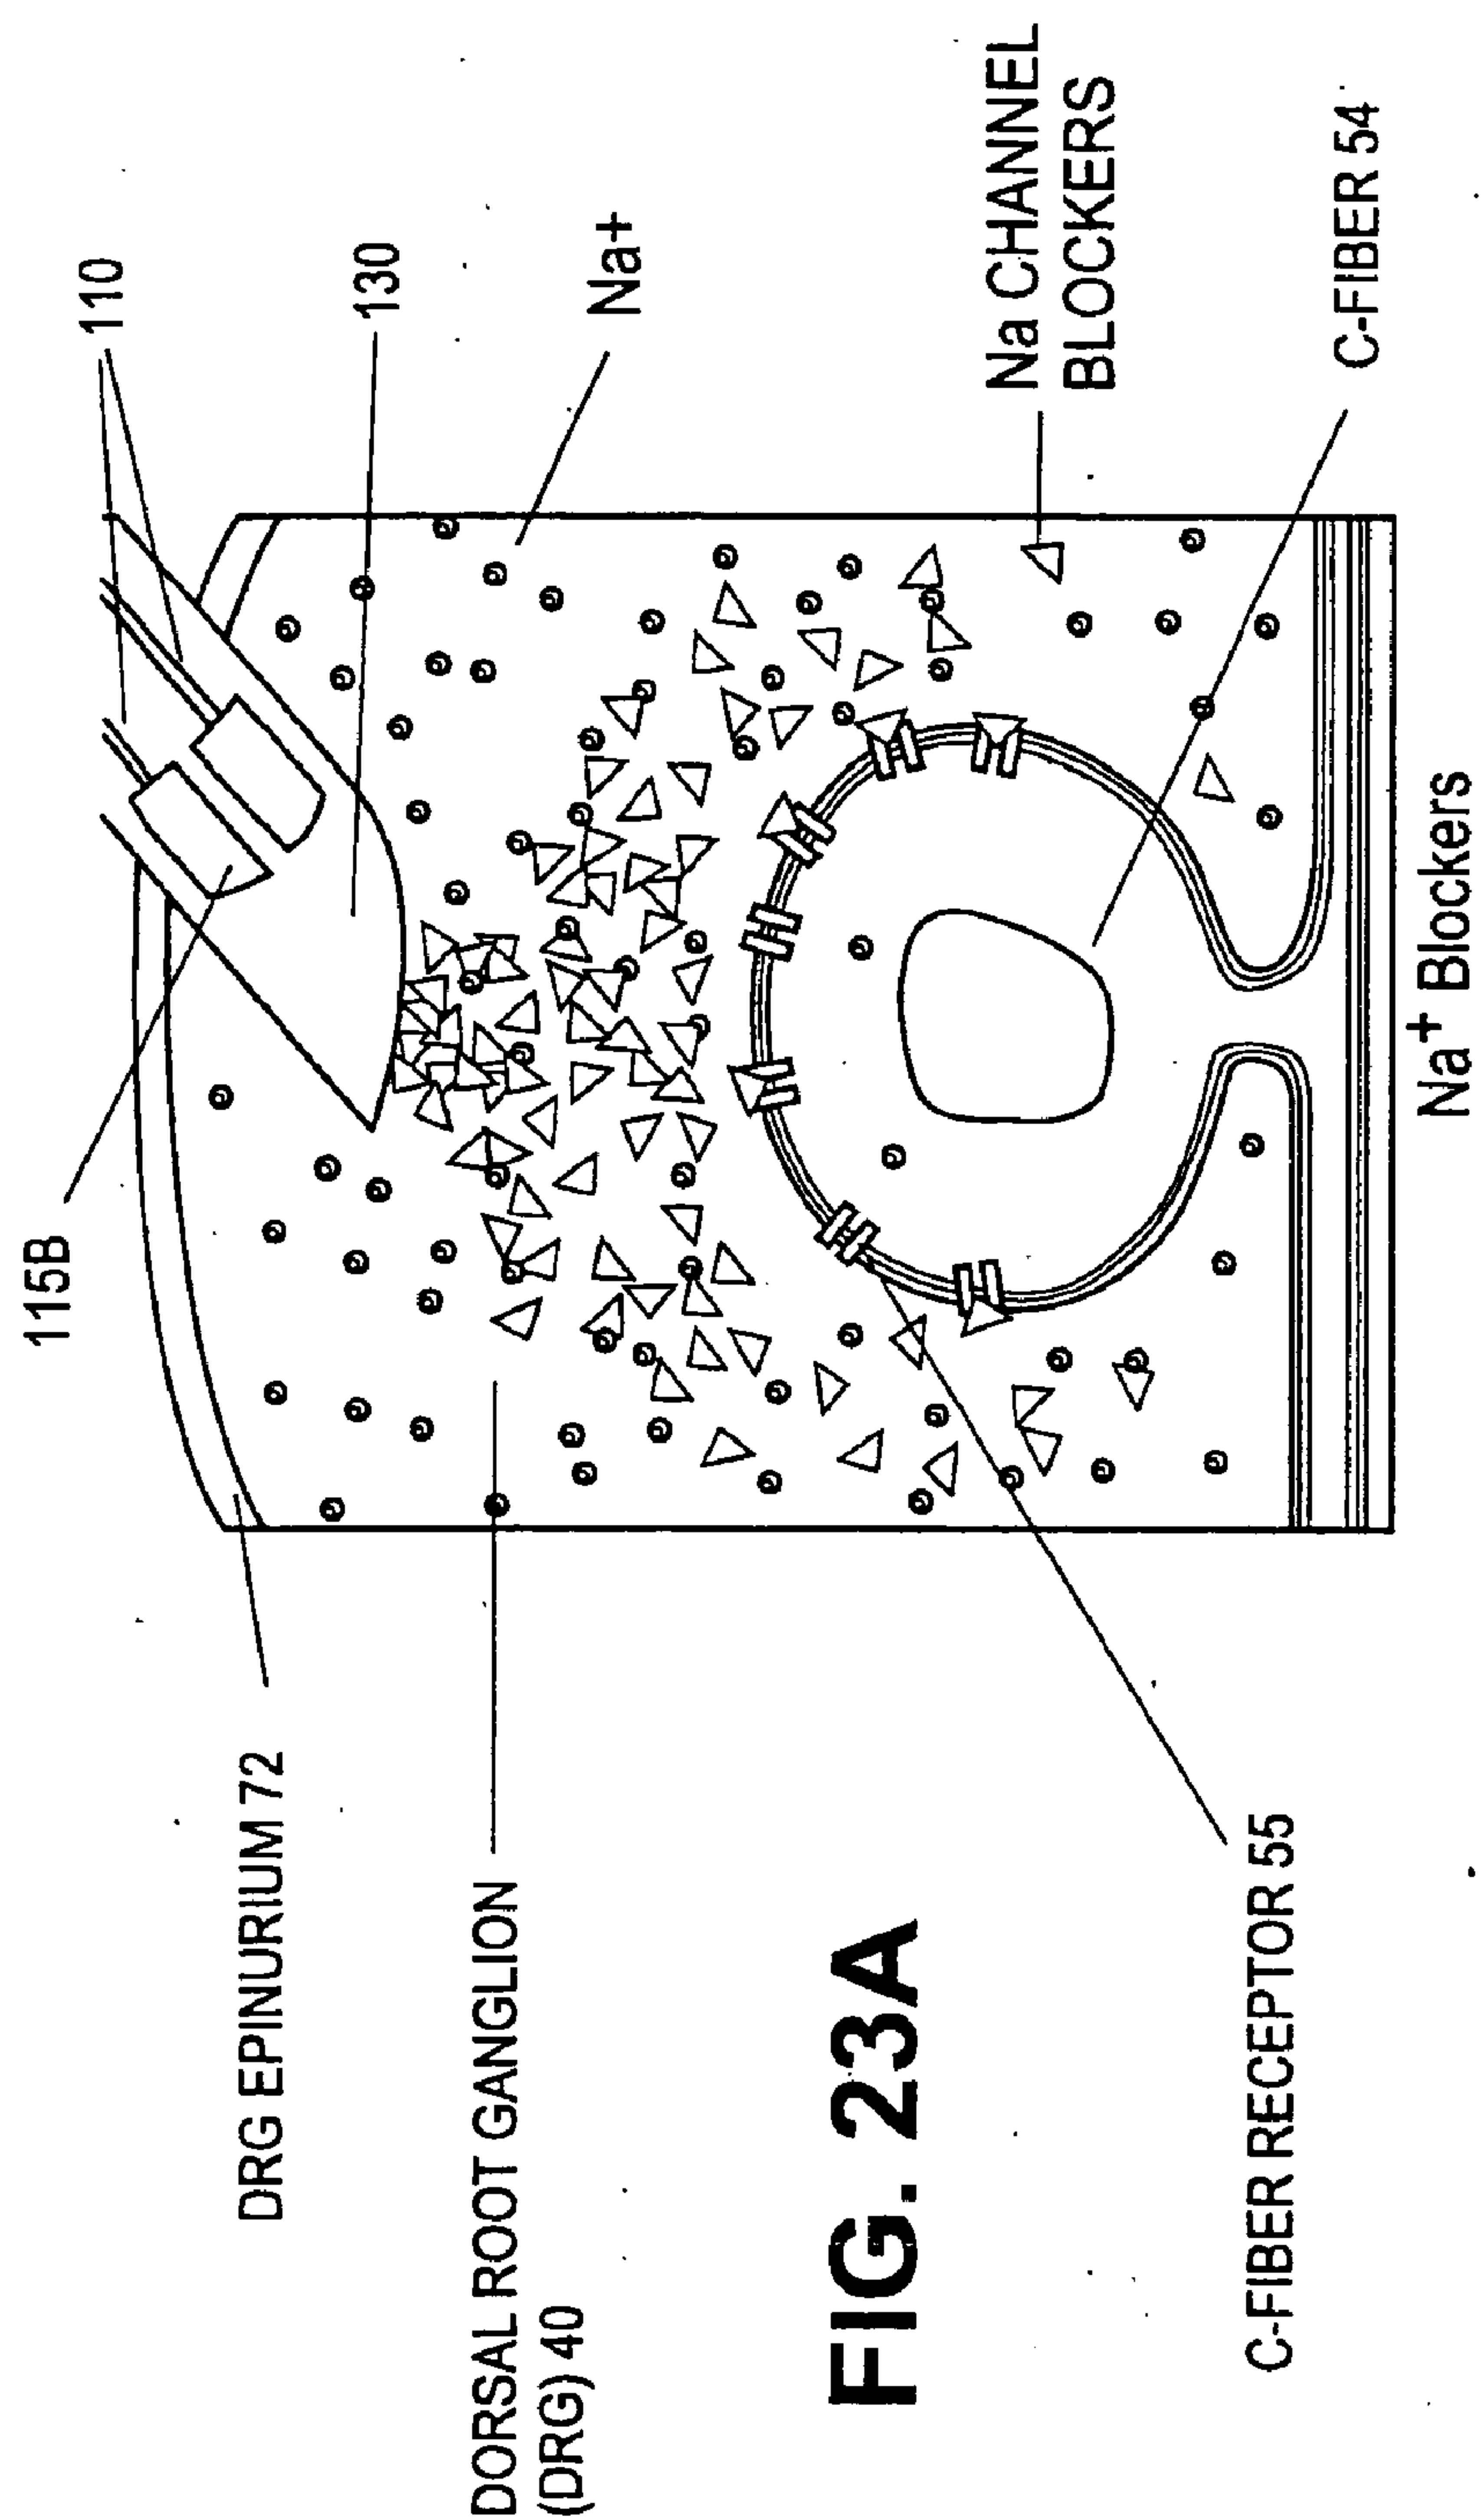 115B
110
130
Na+
Na CHANNEL
BLOCKERS
C-FIBER 54
DRG EPINURIUM 72
DORSAL ROOT GANGLION
(DRG) 40
C-FIBER RECEPTOR 55
Na+ Blockers
FIG. 23A